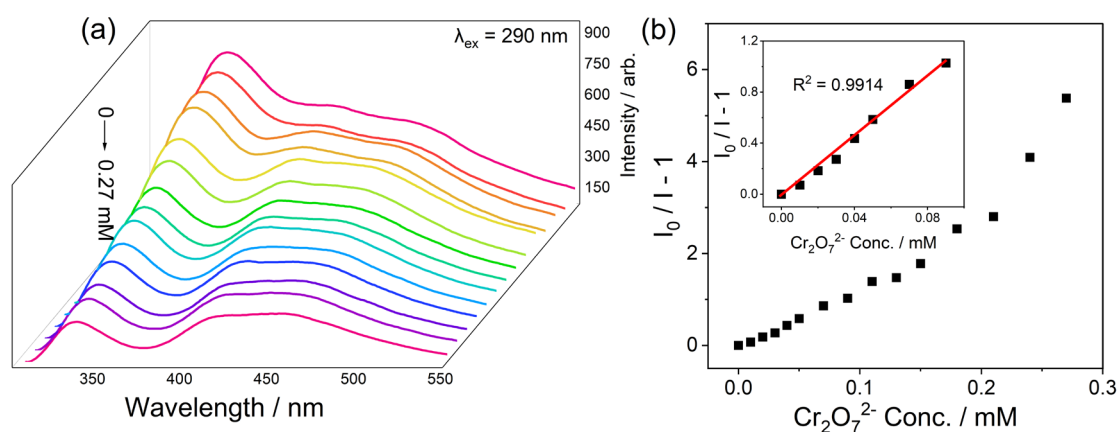 (a)
λex = 290 nm
0 → 0.27 mM
900
750
600
450
300
150
Intensity / arb.
350
400
450
500
550
Wavelength / nm
(b)
6
4
2
0
I0 / I - 1
0.0
0.1
0.2
0.3
Cr2O72- Conc. / mM
1.2
0.8
0.4
0.0
I0 / I - 1
R2 = 0.9914
0.00
0.04
0.08
Cr2O72- Conc. / mM